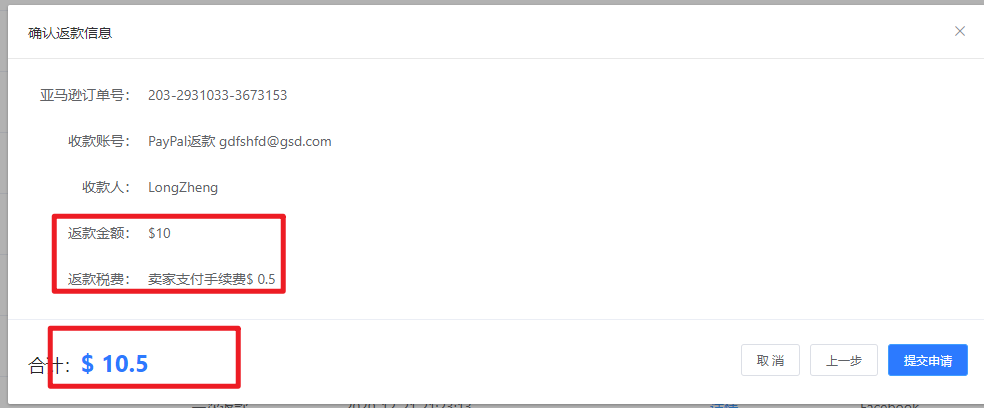 确认返款信息
亚马逊订单号： 203-2931033-3673153
收款账号： PayPal返款 gdfshfd@gsd.com
收款人： LongZheng
返款金额： $10
返款税费： 卖家支付手续费$ 0.5
合计： $ 10.5
取 消 上一步 提交申请